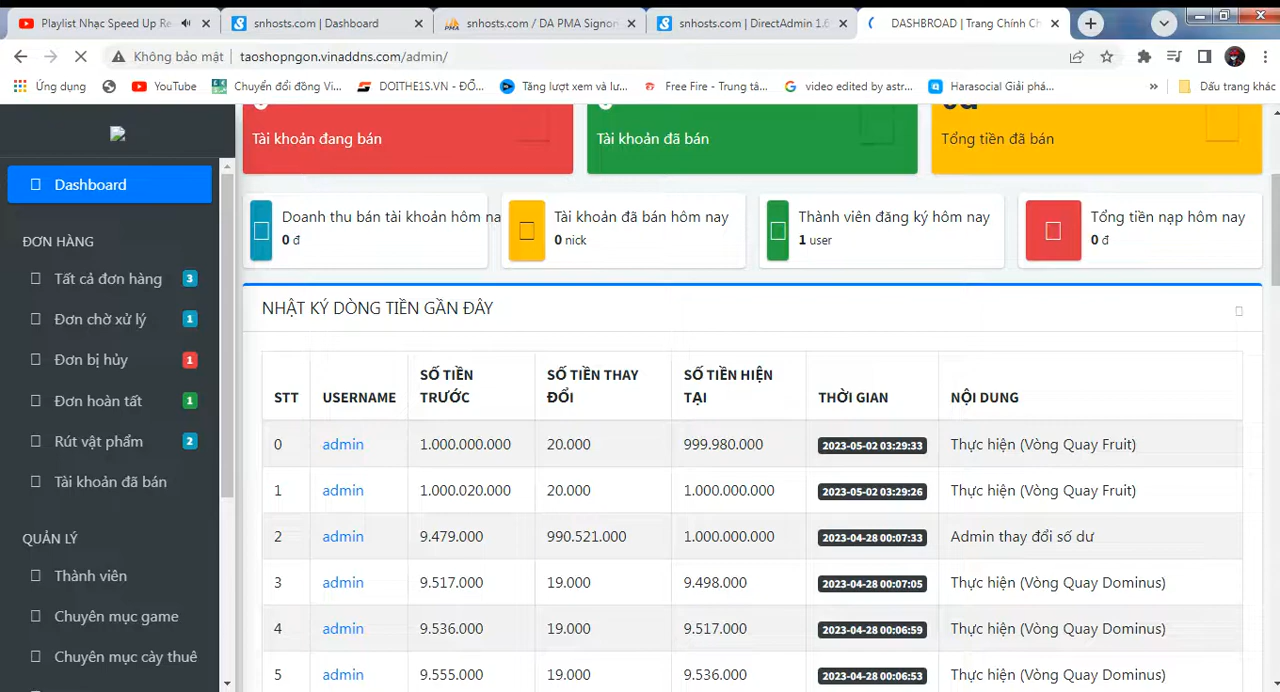 Playlist Nhạc Speed Up Re
snhosts.com | Dashboard
snhosts.com / DA PMA Signon
snhosts.com | DirectAdmin 1.6
DASHBROAD | Trang Chính Ch
Không bảo mật | taoshopngon.vinaddns.com/admin/
Ứng dụng
YouTube
Chuyển đổi đồng Vi...
DOITHE1S.VN - ĐỔ...
Tăng lượt xem và lư...
Free Fire - Trung tâ...
video edited by astr...
Harasocial Giải phá...
»
Dấu trang khác
Tài khoản đang bán
Tài khoản đã bán
Tổng tiền đã bán
Dashboard
ĐƠN HÀNG
Tất cả đơn hàng 3
Đơn chờ xử lý 1
Đơn bị hủy 1
Đơn hoàn tất 1
Rút vật phẩm 2
Tài khoản đã bán
QUẢN LÝ
Thành viên
Chuyên mục game
Chuyên mục cày thuê
Doanh thu bán tài khoản hôm na
0 đ
Tài khoản đã bán hôm nay
0 nick
Thành viên đăng ký hôm nay
1 user
Tổng tiền nạp hôm nay
0 đ
NHẬT KÝ DÒNG TIỀN GẦN ĐÂY
STT USERNAME SỐ TIỀN TRƯỚC SỐ TIỀN THAY ĐỔI SỐ TIỀN HIỆN TẠI THỜI GIAN NỘI DUNG
0 admin 1.000.000.000 20.000 999.980.000 2023-05-02 03:29:33 Thực hiện (Vòng Quay Fruit)
1 admin 1.000.020.000 20.000 1.000.000.000 2023-05-02 03:29:26 Thực hiện (Vòng Quay Fruit)
2 admin 9.479.000 990.521.000 1.000.000.000 2023-04-28 00:07:33 Admin thay đổi số dư
3 admin 9.517.000 19.000 9.498.000 2023-04-28 00:07:05 Thực hiện (Vòng Quay Dominus)
4 admin 9.536.000 19.000 9.517.000 2023-04-28 00:06:59 Thực hiện (Vòng Quay Dominus)
5 admin 9.555.000 19.000 9.536.000 2023-04-28 00:06:53 Thực hiện (Vòng Quay Dominus)